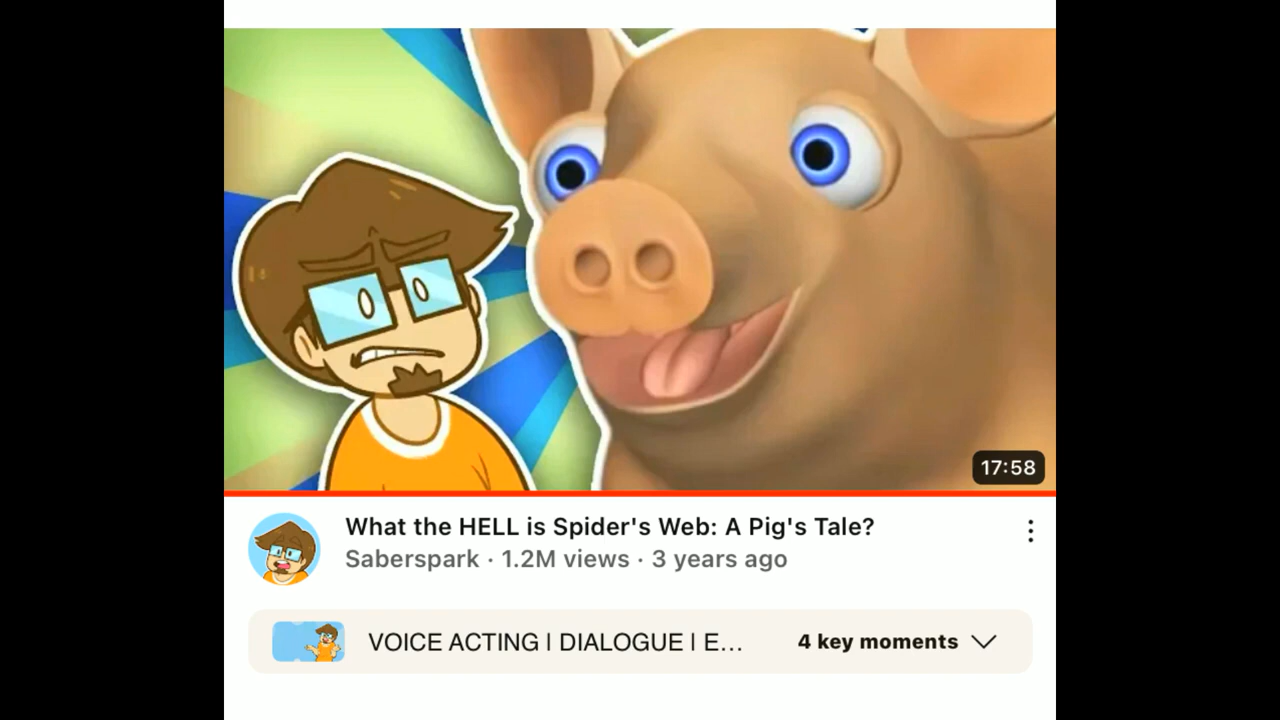 17:58
What the HELL is Spider's Web: A Pig's Tale?
Saberspark · 1.2M views · 3 years ago
VOICE ACTING | DIALOGUE | E... 4 key moments